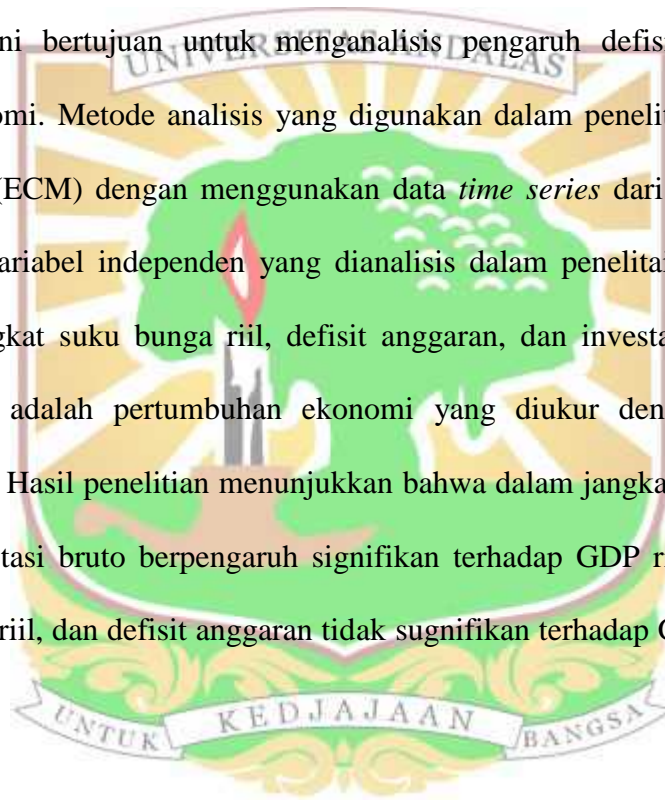 ni bertujuan untuk menganalisis pengaruh defis
UNIVERSITAS ANDALAS
omi. Metode analisis yang digunakan dalam penelit
(ECM) dengan menggunakan data time series dari
ariabel independen yang dianalisis dalam penelitai
gkat suku bunga riil, defisit anggaran, dan investa
adalah pertumbuhan ekonomi yang diukur den
Hasil penelitian menunjukkan bahwa dalam jangka
tasi bruto berpengaruh signifikan terhadap GDP r
riil, dan defisit anggaran tidak sugnifikan terhadap
UNTUK KEDJAJAAN BANGSA